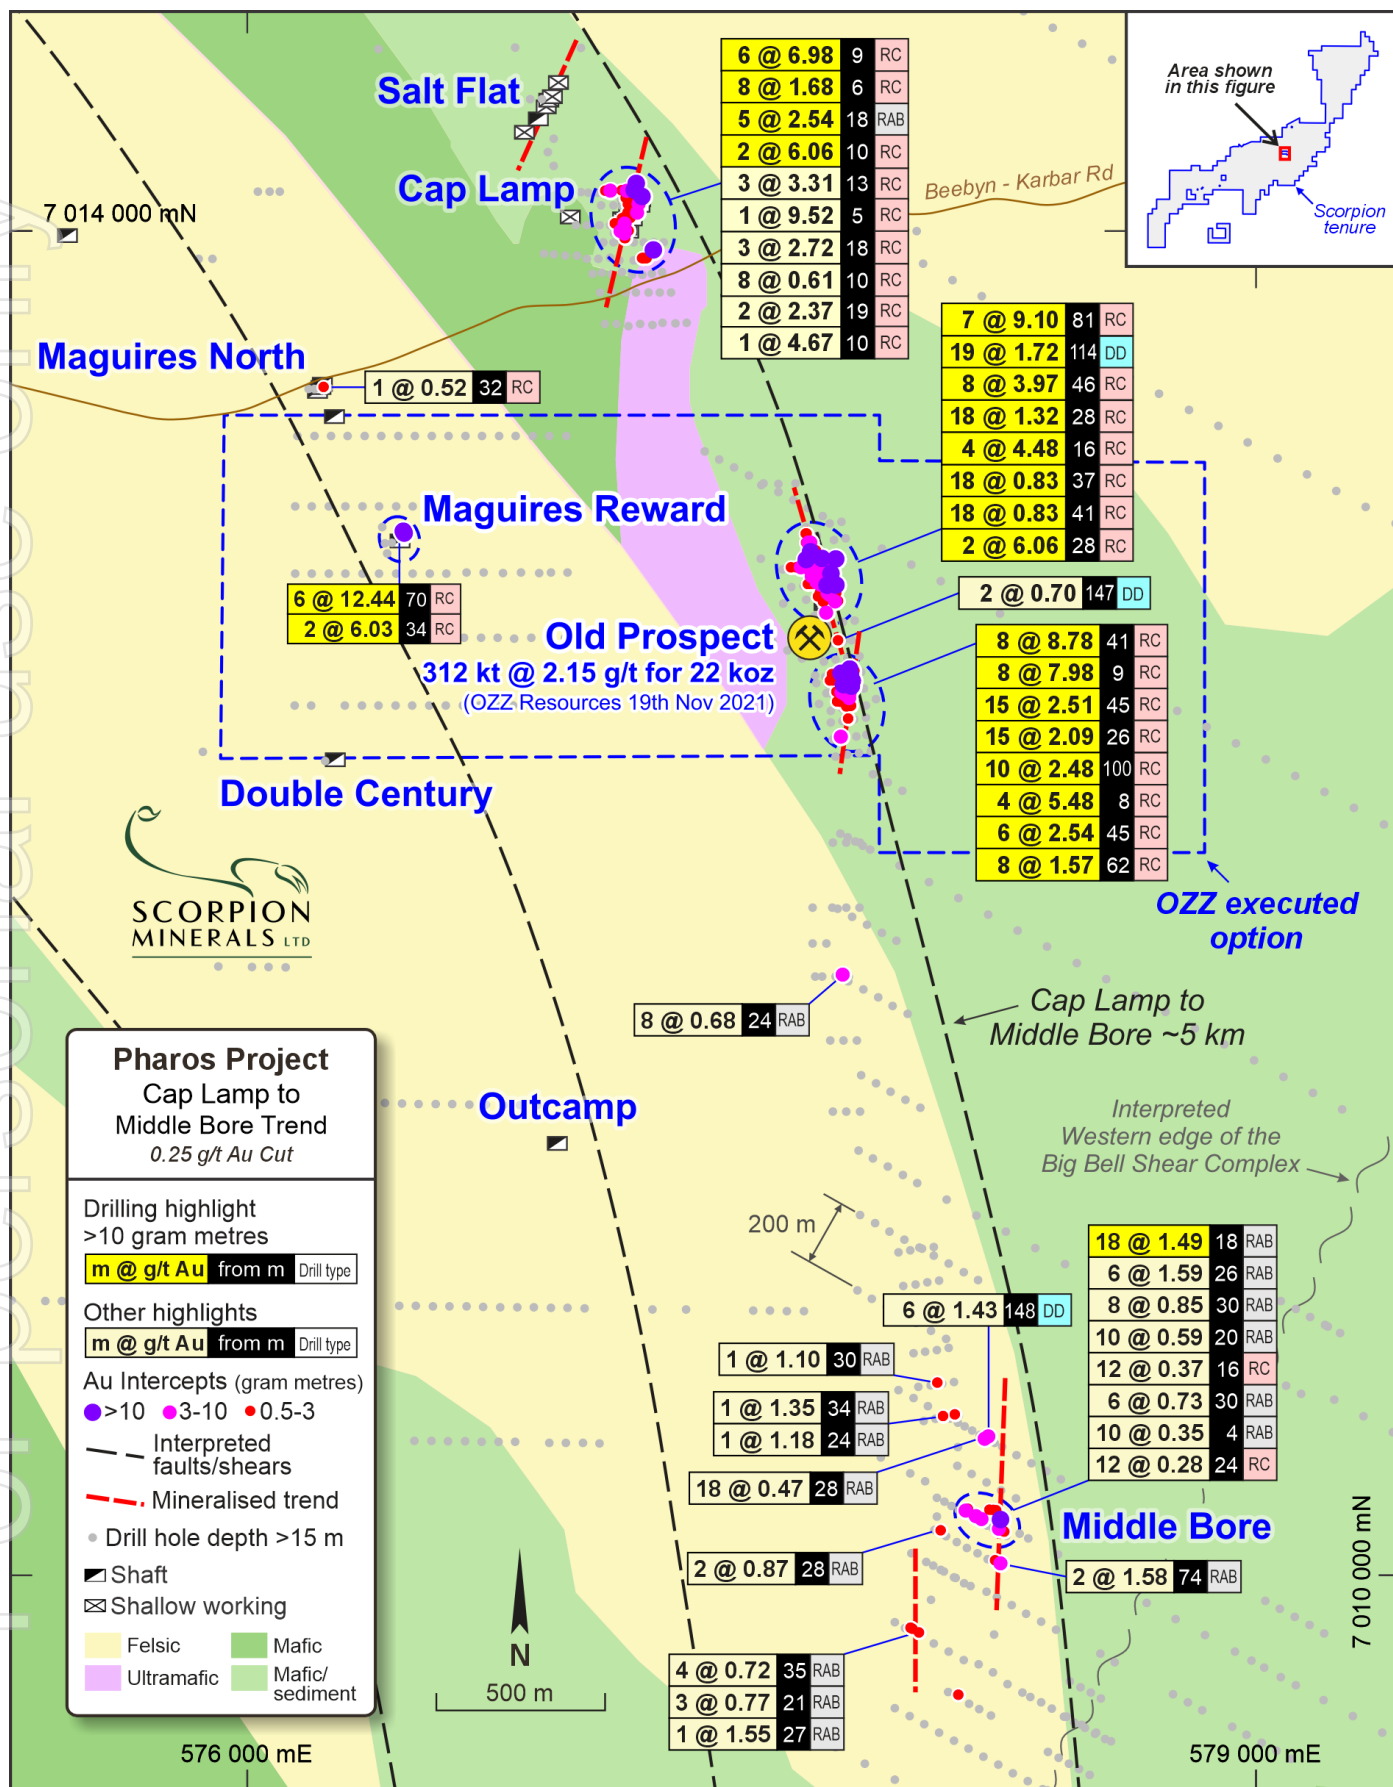 Salt Flat
Cap Lamp
7 014 000 mN
6 @ 6.98 9 RC
8 @ 1.68 6 RC
5 @ 2.54 18 RAB
2 @ 6.06 10 RC
3 @ 3.31 13 RC
1 @ 9.52 5 RC
3 @ 2.72 18 RC
8 @ 0.61 10 RC
2 @ 2.37 19 RC
1 @ 4.67 10 RC
Beebyn - Karbar Rd
Area shown
in this figure
Scorpion
tenure
Maguires North
1 @ 0.52 32 RC
7 @ 9.10 81 RC
19 @ 1.72 114 DD
8 @ 3.97 46 RC
18 @ 1.32 28 RC
4 @ 4.48 16 RC
18 @ 0.83 37 RC
18 @ 0.83 41 RC
2 @ 6.06 28 RC
Maguires Reward
6 @ 12.44 70 RC
2 @ 6.03 34 RC
2 @ 0.70 147 DD
Old Prospect
312 kt @ 2.15 g/t for 22 koz
(OZZ Resources 19th Nov 2021)
8 @ 8.78 41 RC
8 @ 7.98 9 RC
15 @ 2.51 45 RC
15 @ 2.09 26 RC
10 @ 2.48 100 RC
4 @ 5.48 8 RC
6 @ 2.54 45 RC
8 @ 1.57 62 RC
Double Century
OZZ executed
option
SCORPION
MINERALS LTD
8 @ 0.68 24 RAB
Cap Lamp to
Middle Bore ~5 km
Outcamp
Interpreted
Western edge of the
Big Bell Shear Complex
200 m
Pharos Project
Cap Lamp to
Middle Bore Trend
0.25 g/t Au Cut
Drilling highlight
>10 gram metres
m @ g/t Au from m Drill type
Other highlights
m @ g/t Au from m Drill type
Au Intercepts (gram metres)
>10 3-10 0.5-3
Interpreted
faults/shears
Mineralised trend
Drill hole depth >15 m
Shaft
Shallow working
Felsic Mafic
Ultramafic Mafic/
sediment
6 @ 1.43 148 DD
1 @ 1.10 30 RAB
1 @ 1.35 34 RAB
1 @ 1.18 24 RAB
18 @ 0.47 28 RAB
18 @ 1.49 18 RAB
6 @ 1.59 26 RAB
8 @ 0.85 30 RAB
10 @ 0.59 20 RAB
12 @ 0.37 16 RC
6 @ 0.73 30 RAB
10 @ 0.35 4 RAB
12 @ 0.28 24 RC
Middle Bore
2 @ 0.87 28 RAB
2 @ 1.58 74 RAB
4 @ 0.72 35 RAB
3 @ 0.77 21 RAB
1 @ 1.55 27 RAB
N
500 m
7 010 000 mN
576 000 mE
579 000 mE
For personal use only